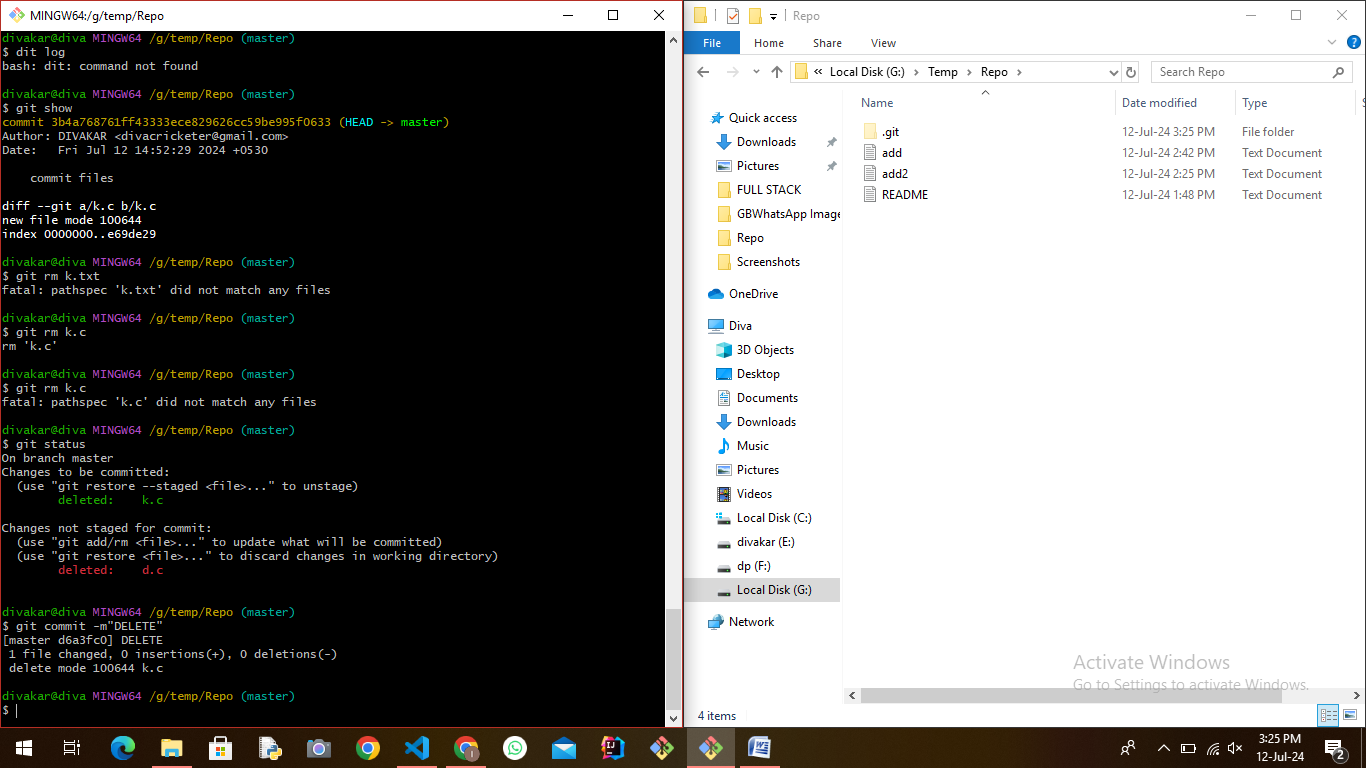 MINGW64:/g/temp/Repo
divakar@diva MINGW64 /g/temp/Repo (master)
$ dit log
bash: dit: command not found
divakar@diva MINGW64 /g/temp/Repo (master)
$ git show
commit 3b4a768761ff43333ece829626cc59be995f0633 (HEAD -> master)
Author: DIVAKAR <divacricketer@gmail.com>
Date:   Fri Jul 12 14:52:29 2024 +0530
    commit files
diff --git a/k.c b/k.c
new file mode 100644
index 0000000..e69de29
divakar@diva MINGW64 /g/temp/Repo (master)
$ git rm k.txt
fatal: pathspec 'k.txt' did not match any files
divakar@diva MINGW64 /g/temp/Repo (master)
$ git rm k.c
rm 'k.c'
divakar@diva MINGW64 /g/temp/Repo (master)
$ git rm k.c
fatal: pathspec 'k.c' did not match any files
divakar@diva MINGW64 /g/temp/Repo (master)
$ git status
On branch master
Changes to be committed:
  (use "git restore --staged <file>..." to unstage)
        deleted:    k.c
Changes not staged for commit:
  (use "git add/rm <file>..." to update what will be committed)
  (use "git restore <file>..." to discard changes in working directory)
        deleted:    d.c
divakar@diva MINGW64 /g/temp/Repo (master)
$ git commit -m"DELETE"
[master d6a3fc0] DELETE
 1 file changed, 0 insertions(+), 0 deletions(-)
 delete mode 100644 k.c
divakar@diva MINGW64 /g/temp/Repo (master)
$
Repo
File Home Share View
« Local Disk (G:) > Temp > Repo >
Search Repo
Quick access
Downloads
Pictures
FULL STACK
GBWhatsApp Image
Repo
Screenshots
OneDrive
Diva
3D Objects
Desktop
Documents
Downloads
Music
Pictures
Videos
Local Disk (C:)
divakar (E:)
dp (F:)
Local Disk (G:)
Network
Name Date modified Type
.git 12-Jul-24 3:25 PM File folder
add 12-Jul-24 2:42 PM Text Document
add2 12-Jul-24 2:25 PM Text Document
README 12-Jul-24 1:48 PM Text Document
Activate Windows
Go to Settings to activate Windows.
4 items
3:25 PM
12-Jul-24
2